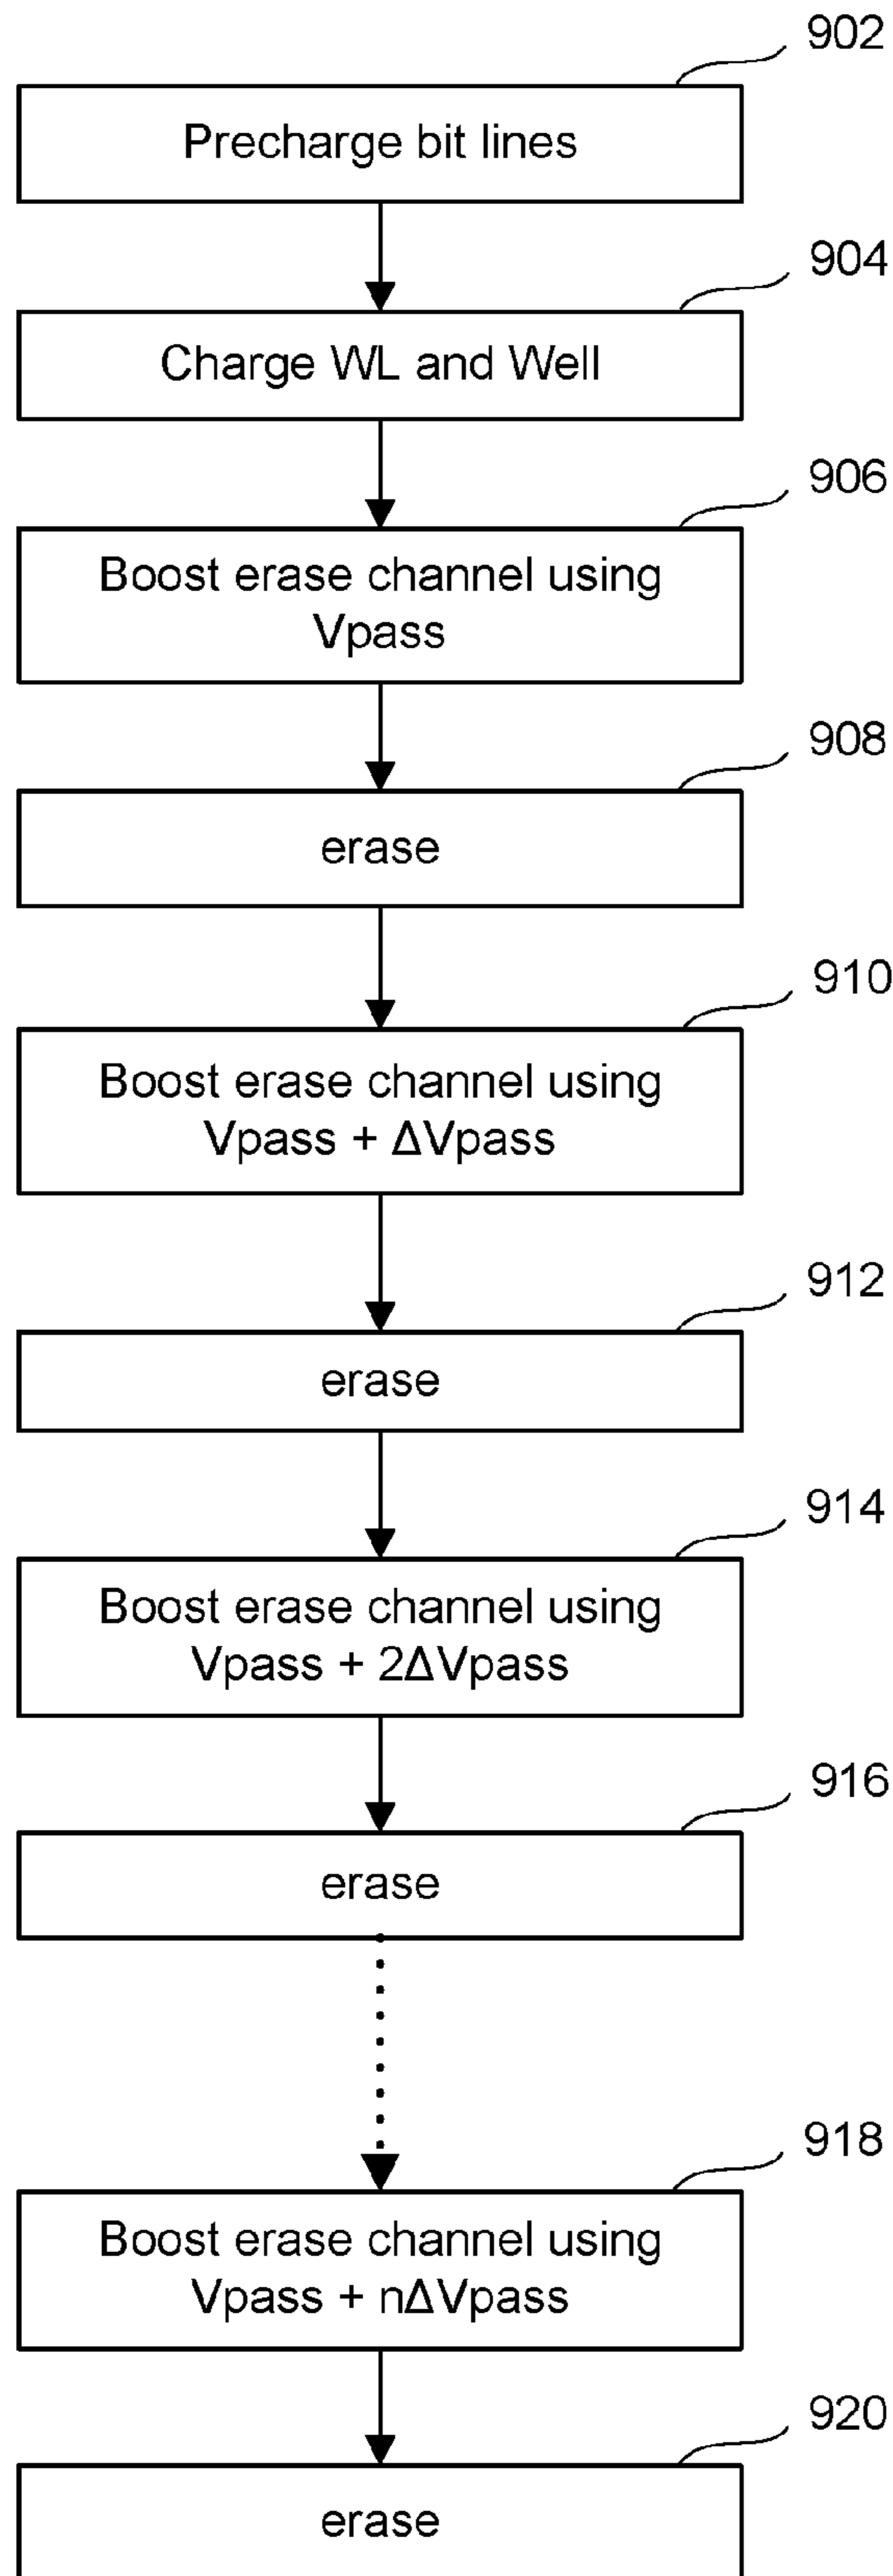 902
Precharge bit lines
904
Charge WL and Well
906
Boost erase channel using
Vpass
908
erase
910
Boost erase channel using
Vpass + ΔVpass
912
erase
914
Boost erase channel using
Vpass + 2ΔVpass
916
erase
918
Boost erase channel using
Vpass + nΔVpass
920
erase